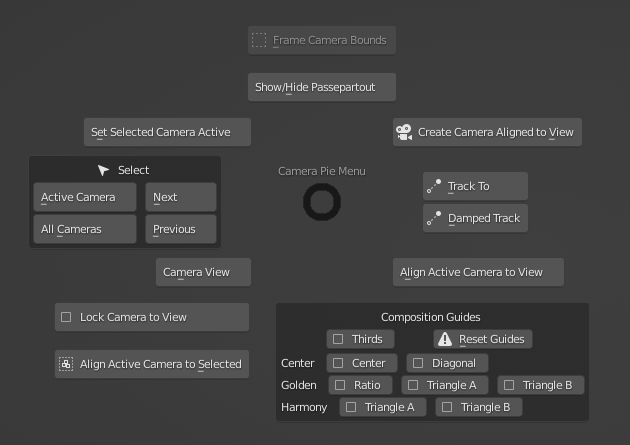 Frame Camera Bounds
Show/Hide Passepartout
Set Selected Camera Active
Create Camera Aligned to View
Select
Active Camera
Next
All Cameras
Previous
Camera Pie Menu
Track To
Damped Track
Camera View
Align Active Camera to View
Lock Camera to View
Align Active Camera to Selected
Composition Guides
Thirds
Reset Guides
Center
Center
Diagonal
Golden
Ratio
Triangle A
Triangle B
Harmony
Triangle A
Triangle B